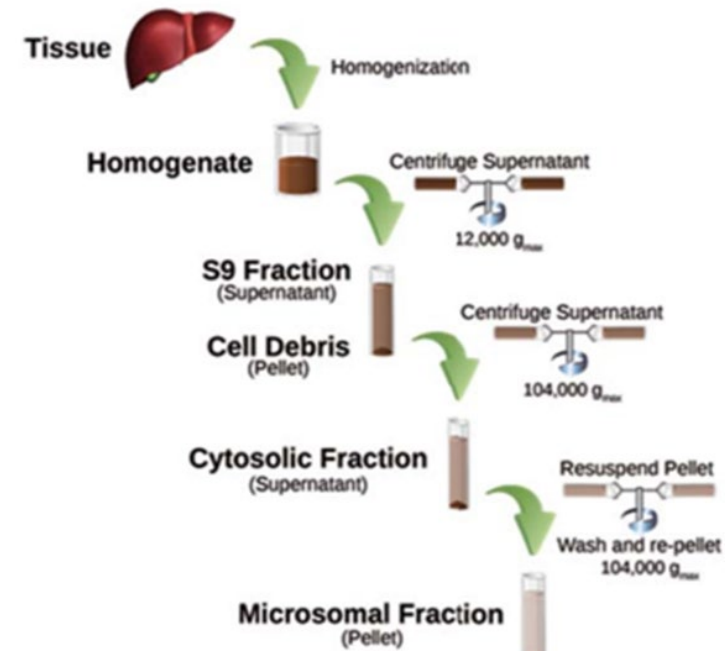 Tissue
Homogenization
Homogenate
Centrifuge Supernatant
12,000 gmax
S9 Fraction
(Supernatant)
Cell Debris
(Pellet)
Centrifuge Supernatant
104,000 gmax
Cytosolic Fraction
(Supernatant)
Resuspend Pellet
Wash and re-pellet
104,000 gmax
Microsomal Fraction
(Pellet)